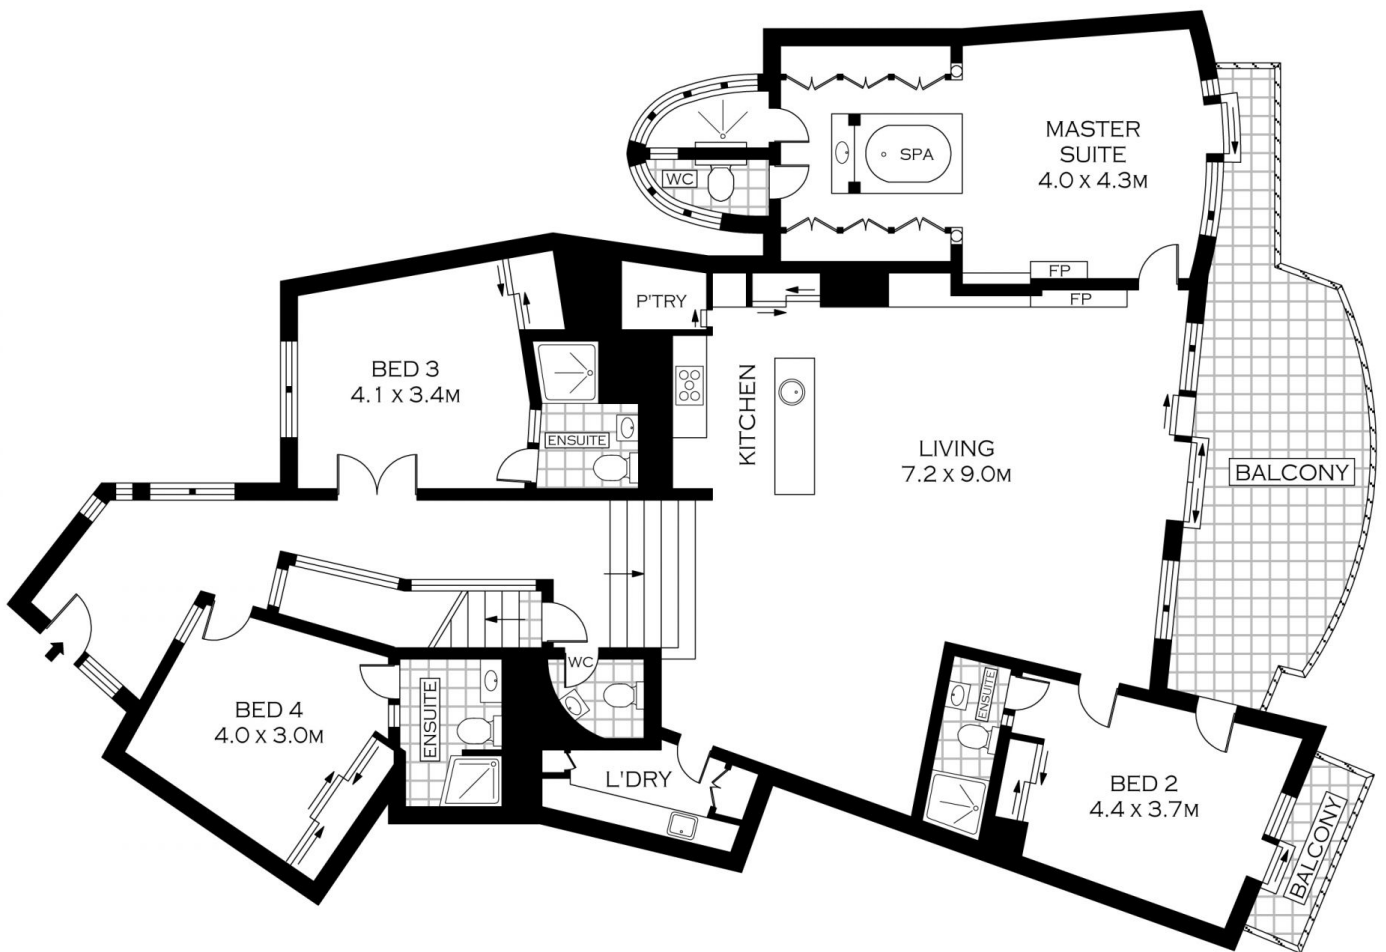 MASTER
SUITE
4.0 X 4.3M
SPA
WC
FP
FP
P'TRY
BED 3
4.1 X 3.4M
ENSUITE
KITCHEN
LIVING
7.2 X 9.0M
BALCONY
WC
BED 4
4.0 X 3.0M
ENSUITE
L'DRY
ENSUITE
BED 2
4.4 X 3.7M
BALCONY